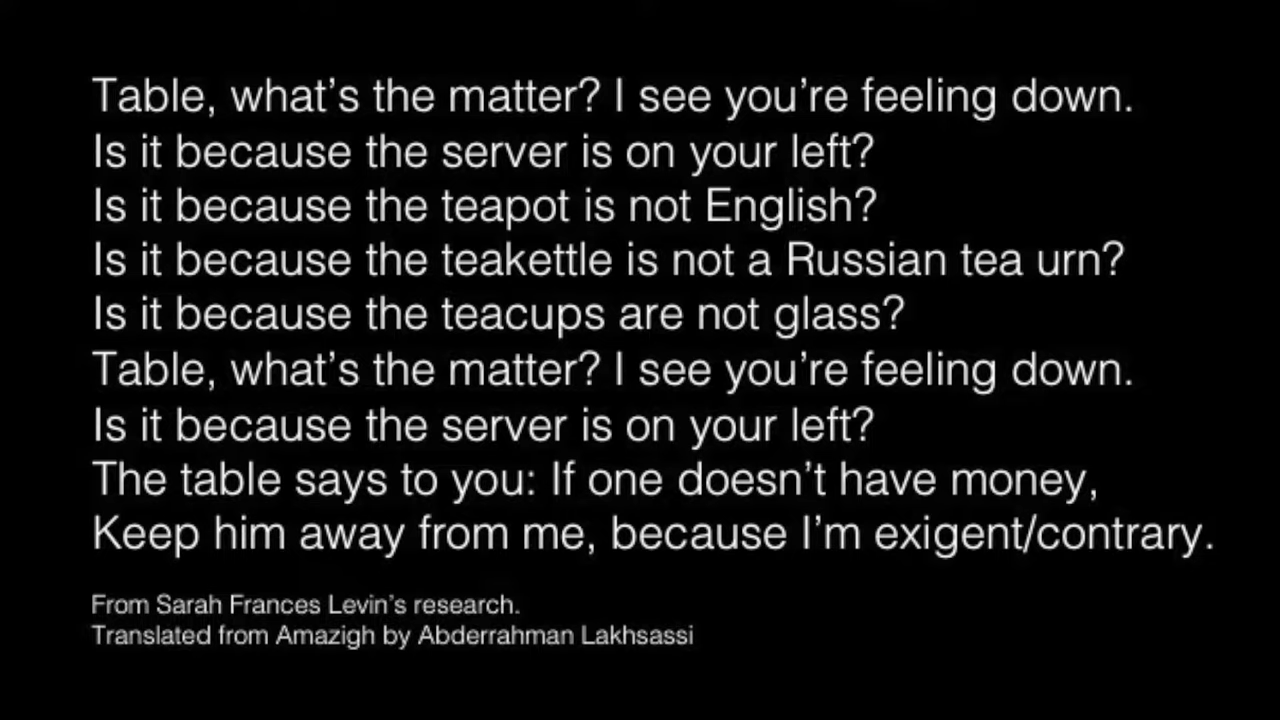 Table, what’s the matter? I see you’re feeling down.
Is it because the server is on your left?
Is it because the teapot is not English?
Is it because the teakettle is not a Russian tea urn?
Is it because the teacups are not glass?
Table, what’s the matter? I see you’re feeling down.
Is it because the server is on your left?
The table says to you: If one doesn’t have money,
Keep him away from me, because I’m exigent/contrary.
From Sarah Frances Levin’s research.
Translated from Amazigh by Abderrahman Lakhsassi